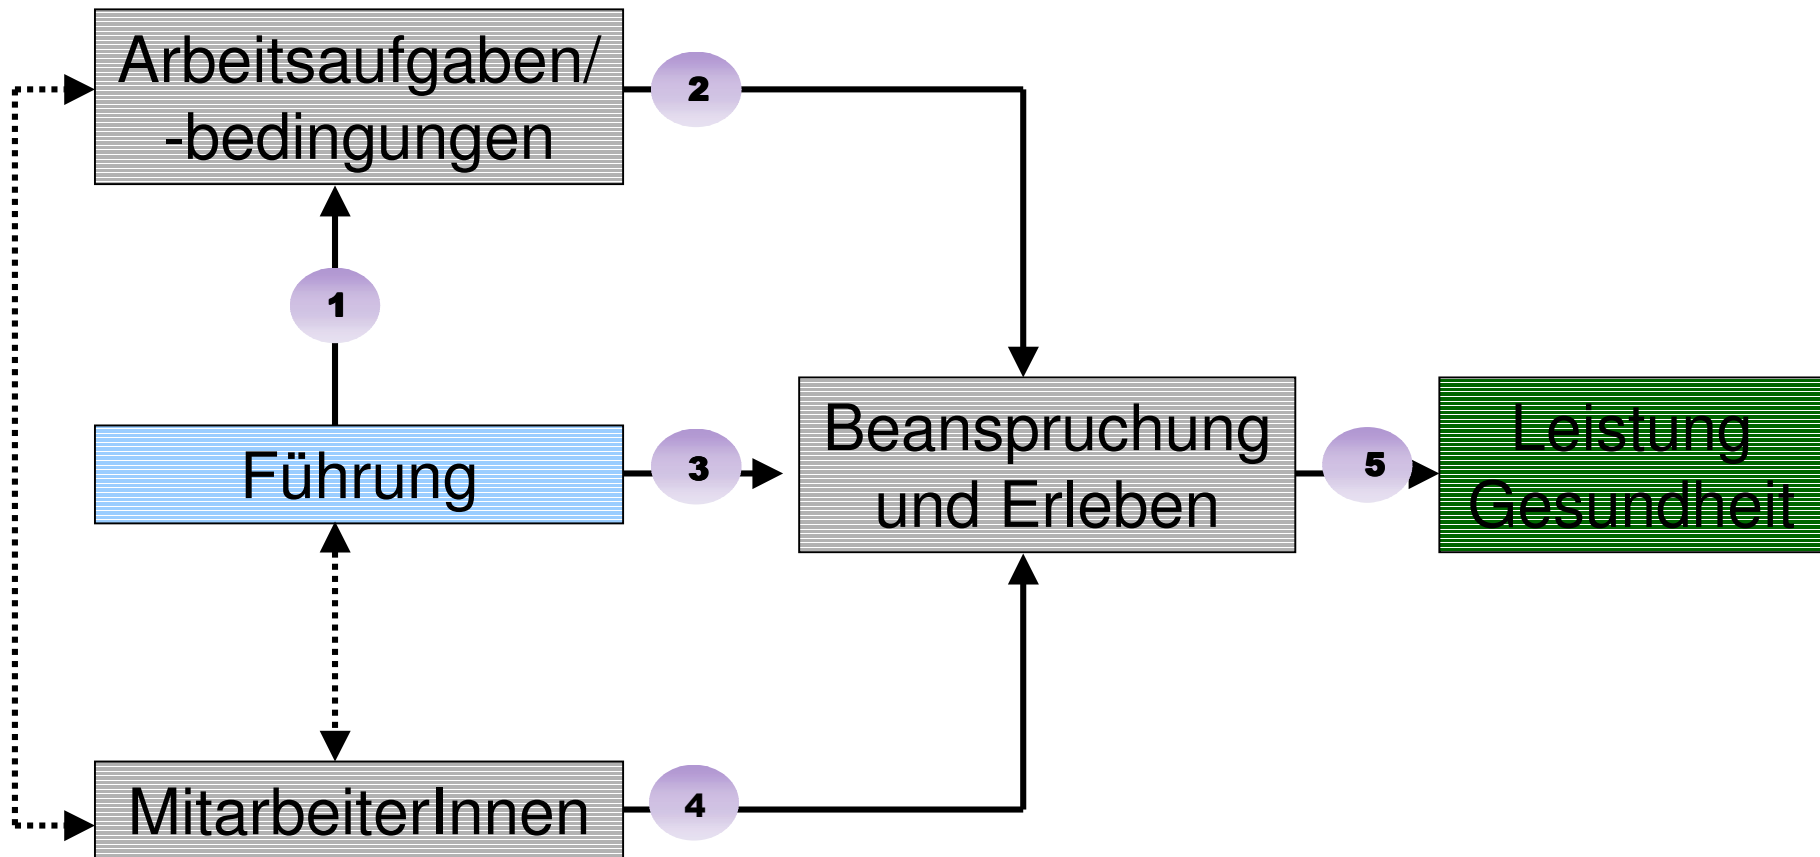 Arbeitsaufgaben/
-bedingungen
2
1
Führung
3
Beanspruchung
und Erleben
5
Leistung
Gesundheit
MitarbeiterInnen
4